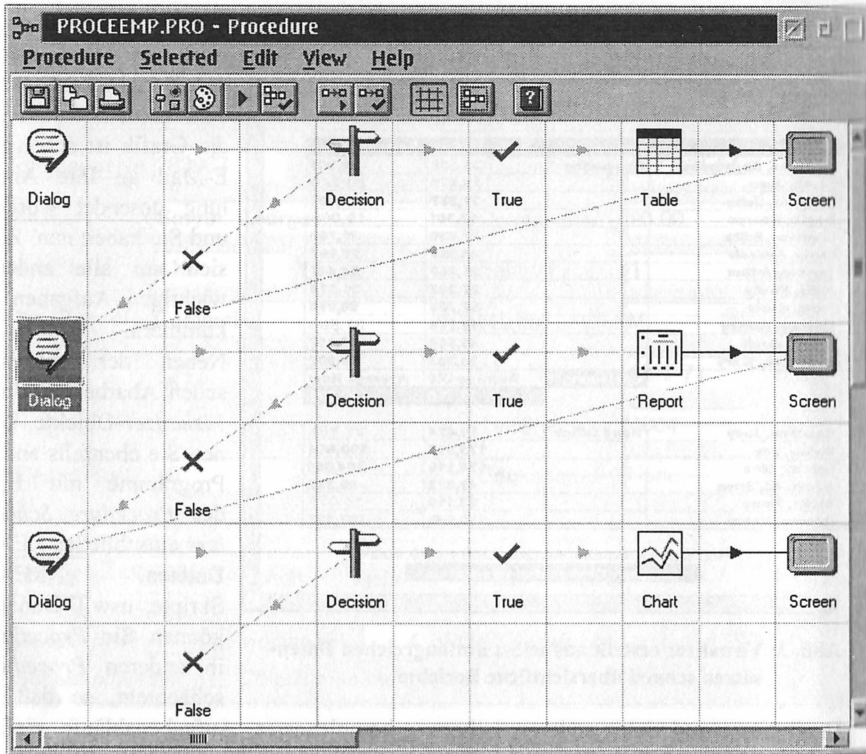 PROCEEMP.PRO - Procedure
Procedure Selected Edit View Help
Dialog Decision True Table Screen
False
Dialog Decision True Report Screen
False
Dialog Decision True Chart Screen
False